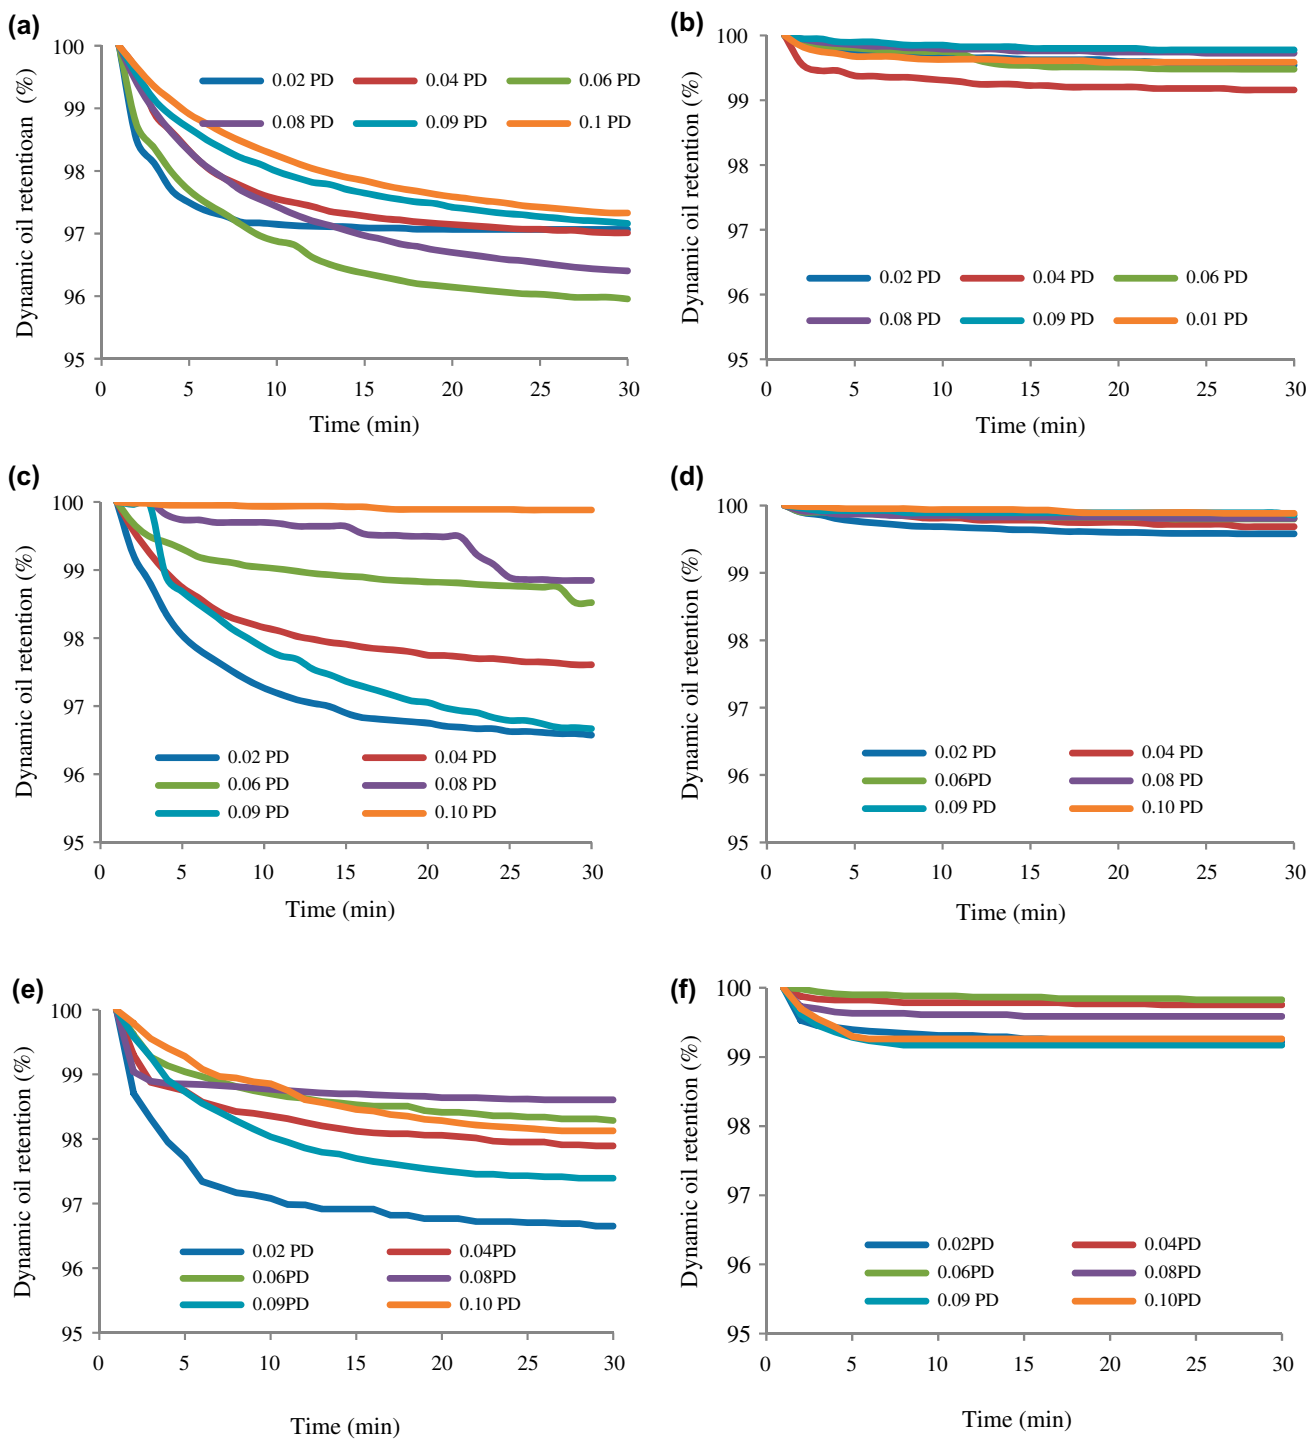 (a)
100
99
98
97
96
95
0 5 10 15 20 25 30
Dynamic oil retentioan (%)
Time (min)
0.02 PD 0.04 PD 0.06 PD
0.08 PD 0.09 PD 0.1 PD
(b)
100
99
98
97
96
95
0 5 10 15 20 25 30
Dynamic oil retention (%)
Time (min)
0.02 PD 0.04 PD 0.06 PD
0.08 PD 0.09 PD 0.01 PD
(c)
100
99
98
97
96
95
0 5 10 15 20 25 30
Dynamic oil retention (%)
Time (min)
0.02 PD 0.04 PD
0.06 PD 0.08 PD
0.09 PD 0.10 PD
(d)
100
99
98
97
96
95
0 5 10 15 20 25 30
Dynamic oil retention (%)
Time (min)
0.02 PD 0.04 PD
0.06PD 0.08 PD
0.09 PD 0.10 PD
(e)
100
99
98
97
96
95
0 5 10 15 20 25 30
Dynamic oil retention (%)
Time (min)
0.02 PD 0.04PD
0.06PD 0.08PD
0.09PD 0.10 PD
(f)
100
99
98
97
96
95
0 5 10 15 20 25 30
Dynamic oil retention (%)
Time (min)
0.02PD 0.04PD
0.06PD 0.08PD
0.09 PD 0.10PD